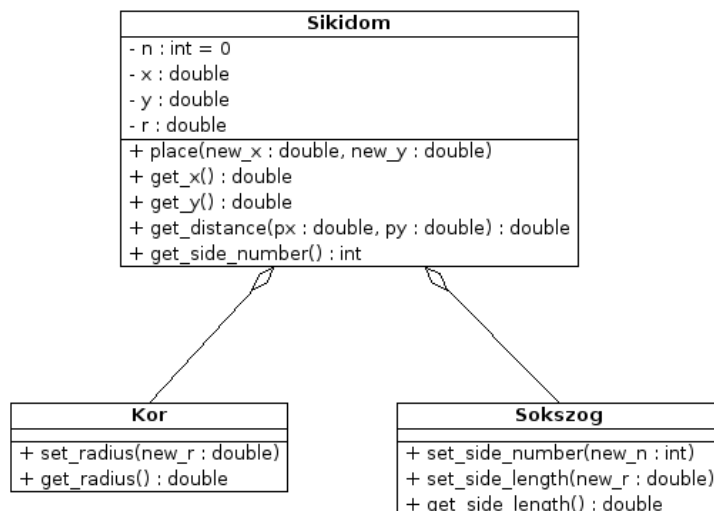 Sikidom
- n : int = 0
- x : double
- y : double
- r : double
+ place(new_x : double, new_y : double)
+ get_x() : double
+ get_y() : double
+ get_distance(px : double, py : double) : double
+ get_side_number() : int
Kor
+ set_radius(new_r : double)
+ get_radius() : double
Sokszog
+ set_side_number(new_n : int)
+ set_side_length(new_r : double)
+ get_side_length() : double